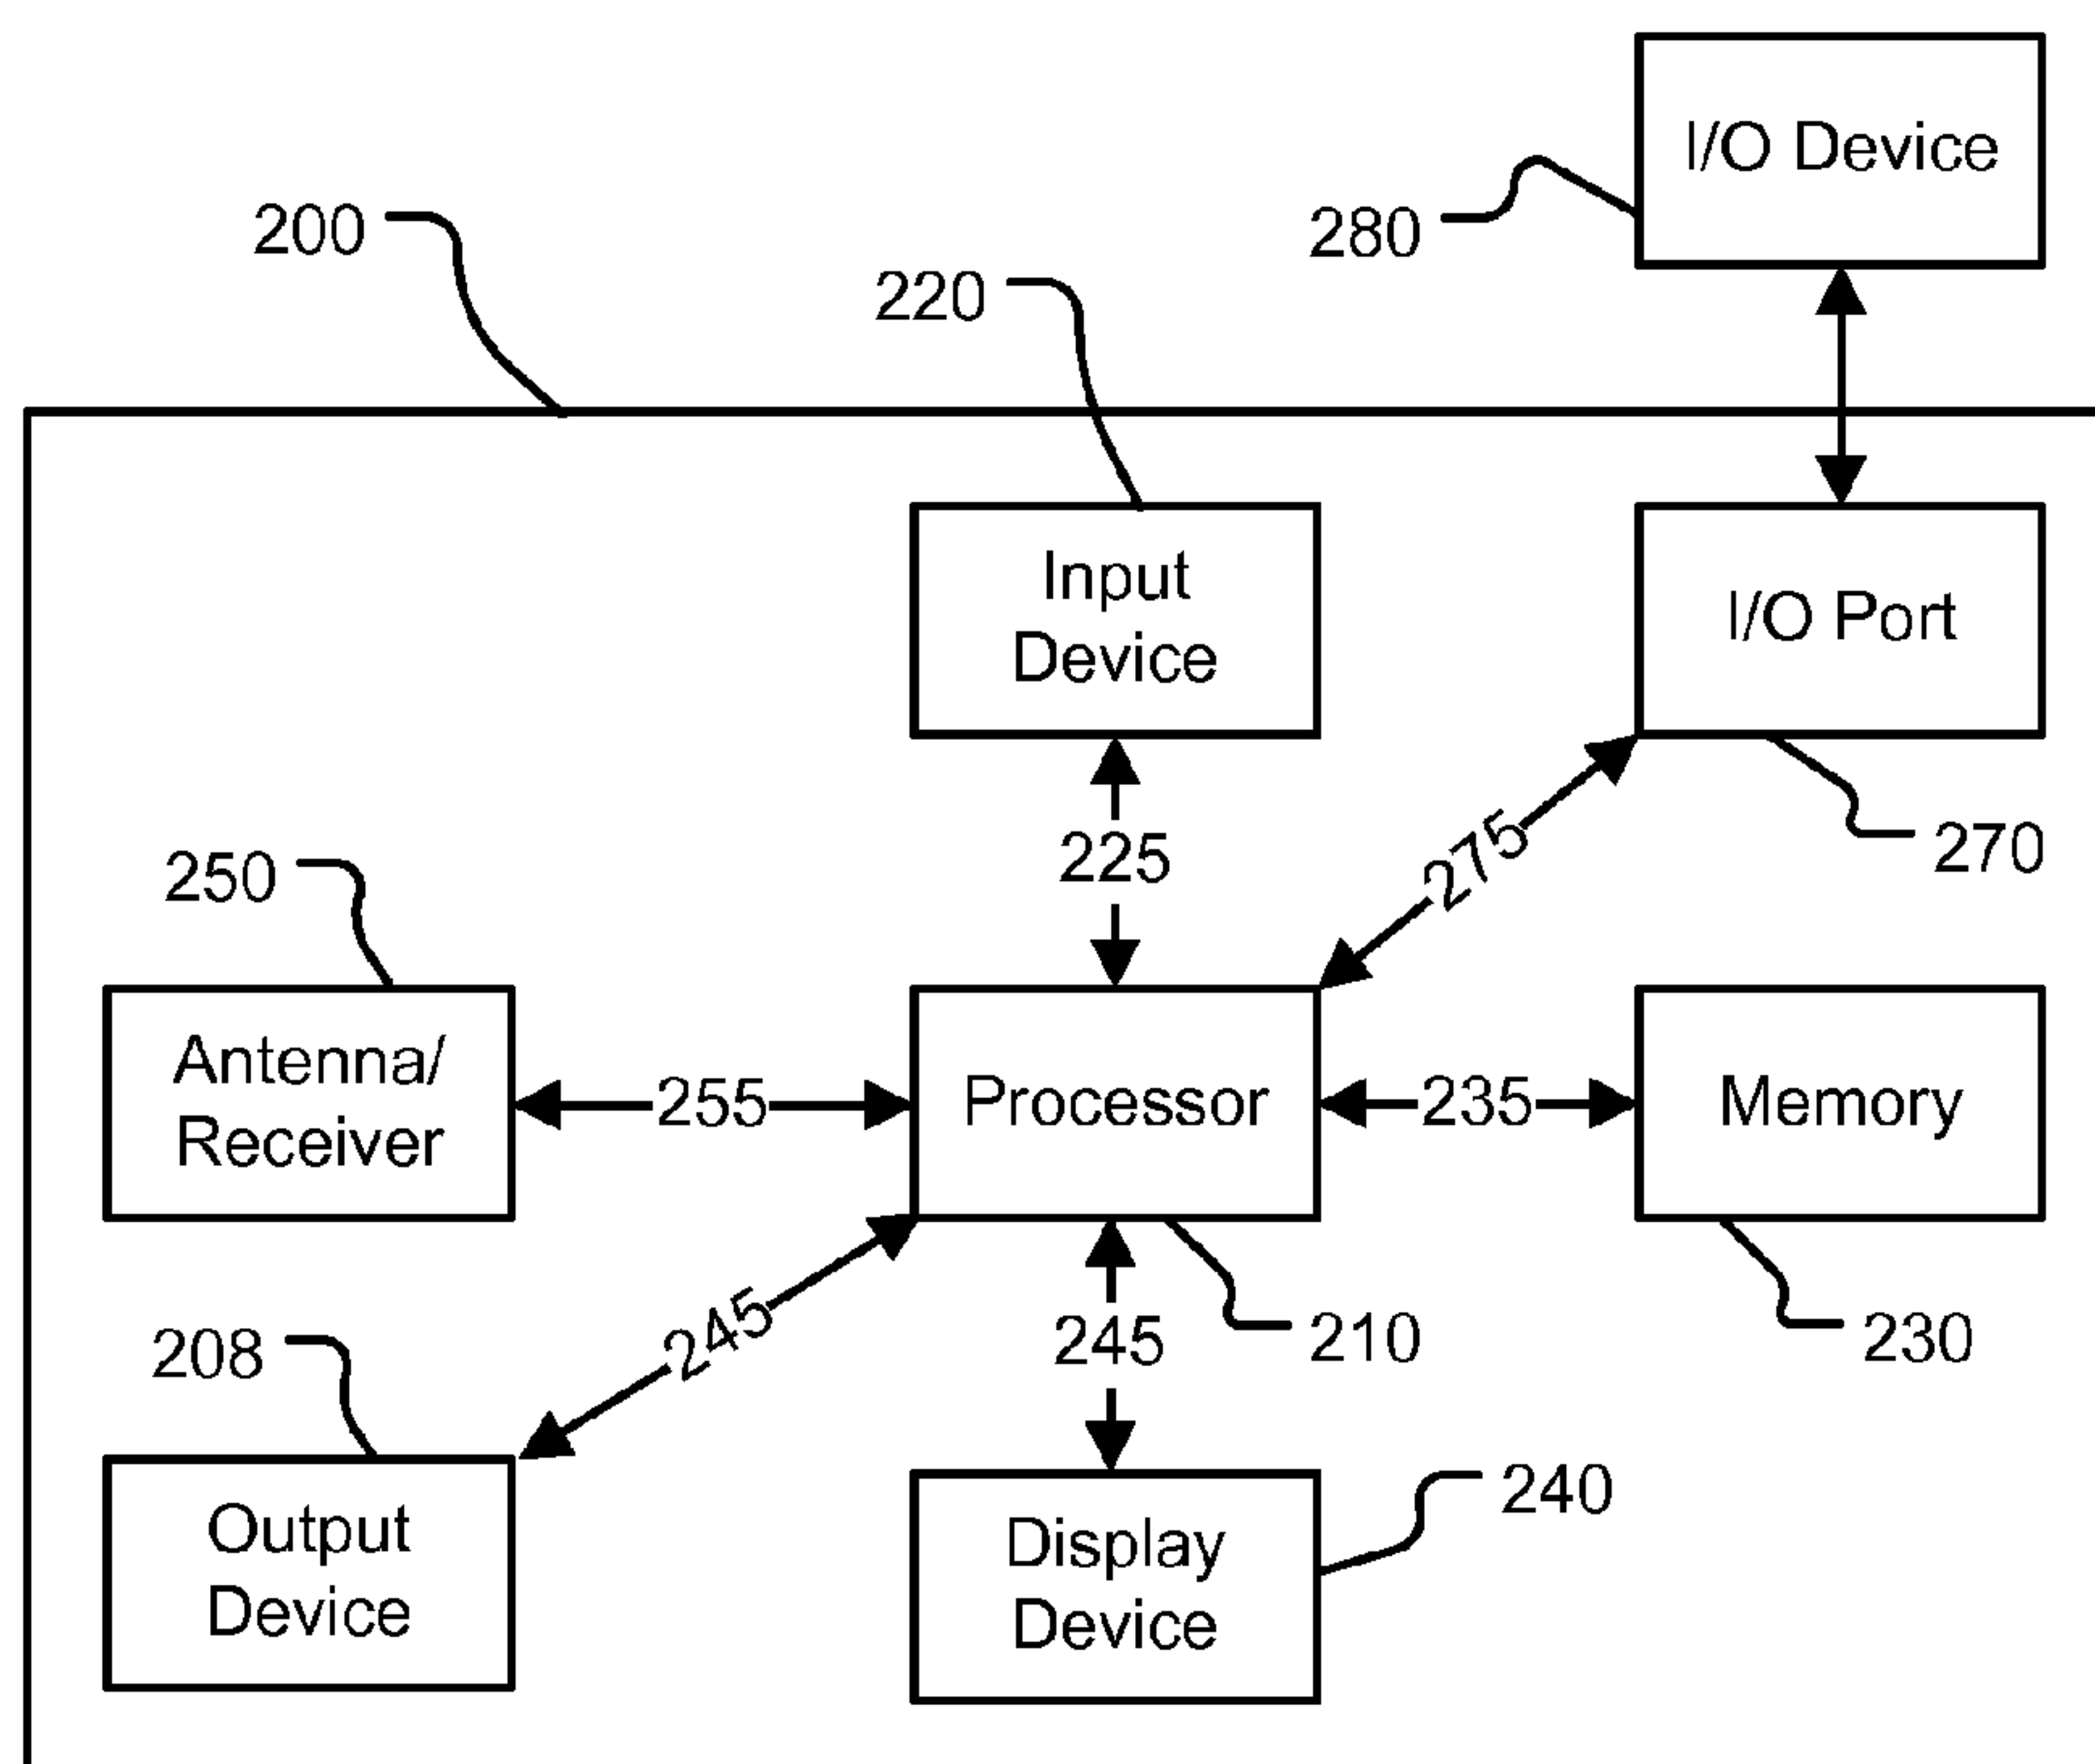 I/O Device
280
200
220
Input
Device
I/O Port
225
275
270
250
Antenna/
Receiver
255
Processor
235
Memory
208
245
245
210
230
Output
Device
Display
Device
240